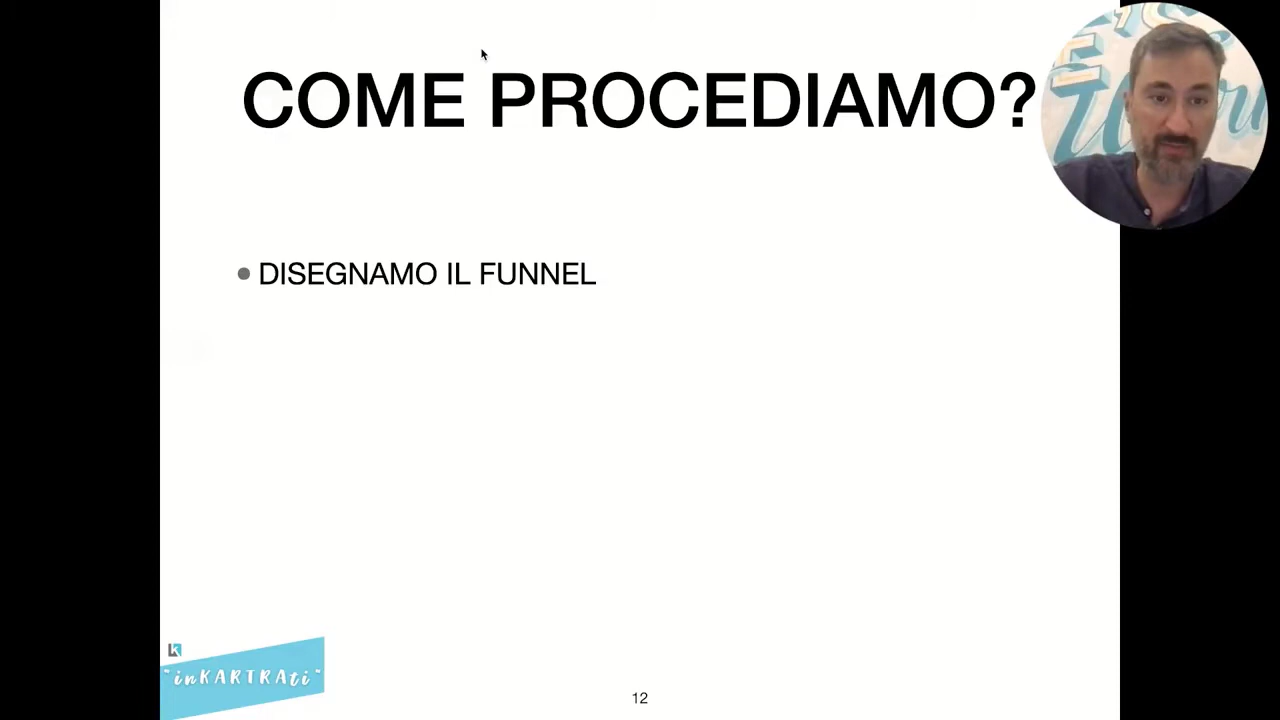 COME PROCEDIAMO?
DISEGNAMO IL FUNNEL
K
"inKARTRAti"
12